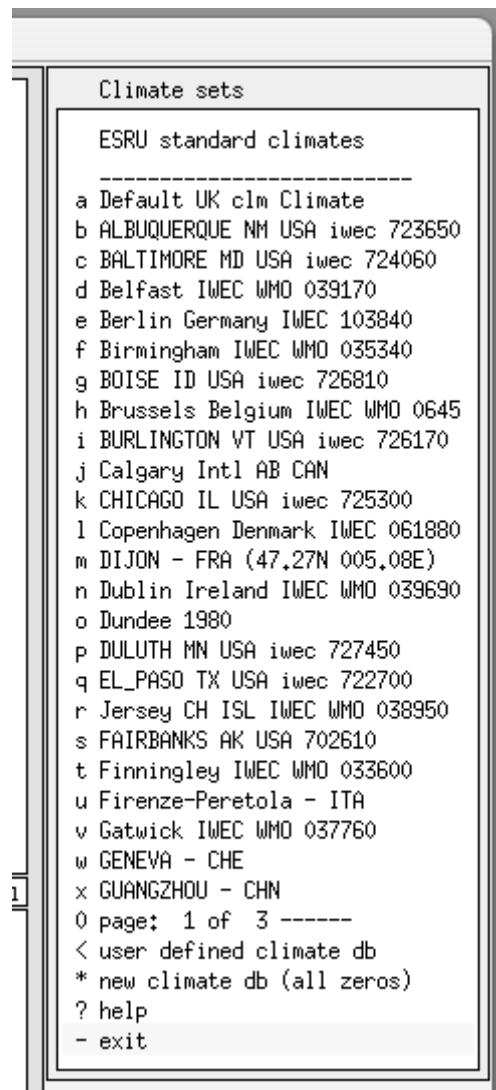 Climate sets
ESRU standard climates
--------------------------
a Default UK clm Climate
b ALBUQUERQUE NM USA iwec 723650
c BALTIMORE MD USA iwec 724060
d Belfast IWEC WMO 039170
e Berlin Germany IWEC 103840
f Birmingham IWEC WMO 035340
g BOISE ID USA iwec 726810
h Brussels Belgium IWEC WMO 0645
i BURLINGTON VT USA iwec 726170
j Calgary Intl AB CAN
k CHICAGO IL USA iwec 725300
l Copenhagen Denmark IWEC 061880
m DIJON - FRA (47.27N 005.08E)
n Dublin Ireland IWEC WMO 039690
o Dundee 1980
p DULUTH MN USA iwec 727450
q EL_PASO TX USA iwec 722700
r Jersey CH ISL IWEC WMO 038950
s FAIRBANKS AK USA 702610
t Finningley IWEC WMO 033600
u Firenze-Peretola - ITA
v Gatwick IWEC WMO 037760
w GENEVA - CHE
x GUANGZHOU - CHN
0 page: 1 of 3 ------
< user defined climate db
* new climate db (all zeros)
? help
- exit